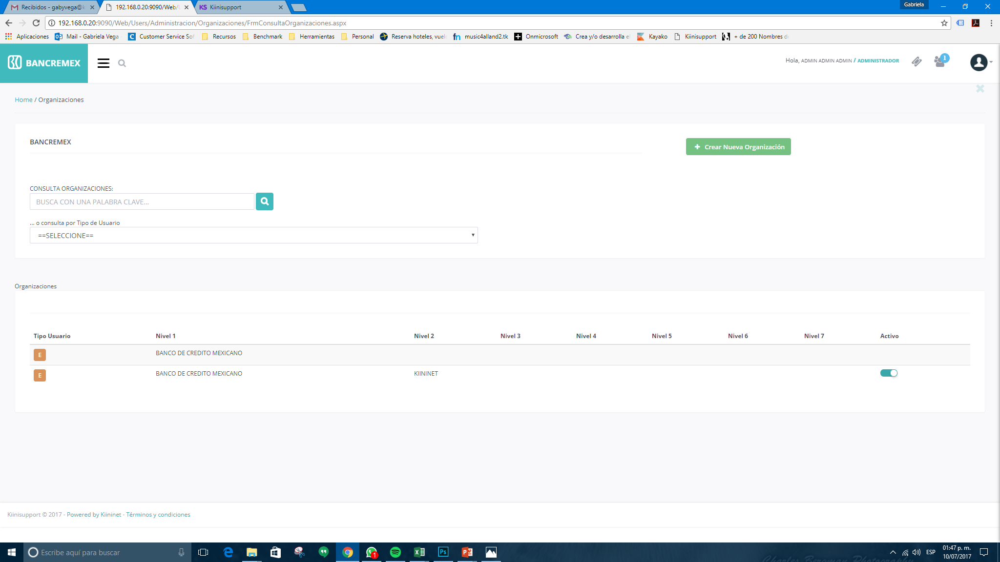 Recibidos - gabyvega@k
192.168.0.20:9090/Web/U
KS Kiinisupport
Gabriela
192.168.0.20:9090/Web/Users/Administracion/Organizaciones/FrmConsultaOrganizaciones.aspx
Aplicaciones
Mail - Gabriela Vega
Customer Service Sof
Recursos
Benchmark
Herramientas
Personal
Reserva hoteles, vuel
music4alland2.tk
Onmicrosoft
Crea y/o desarrolla el
Kayako
Kiinisupport
+ de 200 Nombres de
BANCREMEX
Hola, ADMIN ADMIN ADMIN / ADMINISTRADOR
1
Home / Organizaciones
BANCREMEX
Crear Nueva Organización
CONSULTA ORGANIZACIONES:
BUSCA CON UNA PALABRA CLAVE...
... o consulta por Tipo de Usuario
==SELECCIONE==
Organizaciones
Tipo Usuario Nivel 1 Nivel 2 Nivel 3 Nivel 4 Nivel 5 Nivel 6 Nivel 7 Activo
E BANCO DE CREDITO MEXICANO
E BANCO DE CREDITO MEXICANO KIININET
Kiinisupport © 2017 - Powered by Kiininet - Términos y condiciones
Escribe aquí para buscar
1
ESP
01:47 p. m.
10/07/2017
Charles Bergman Photography